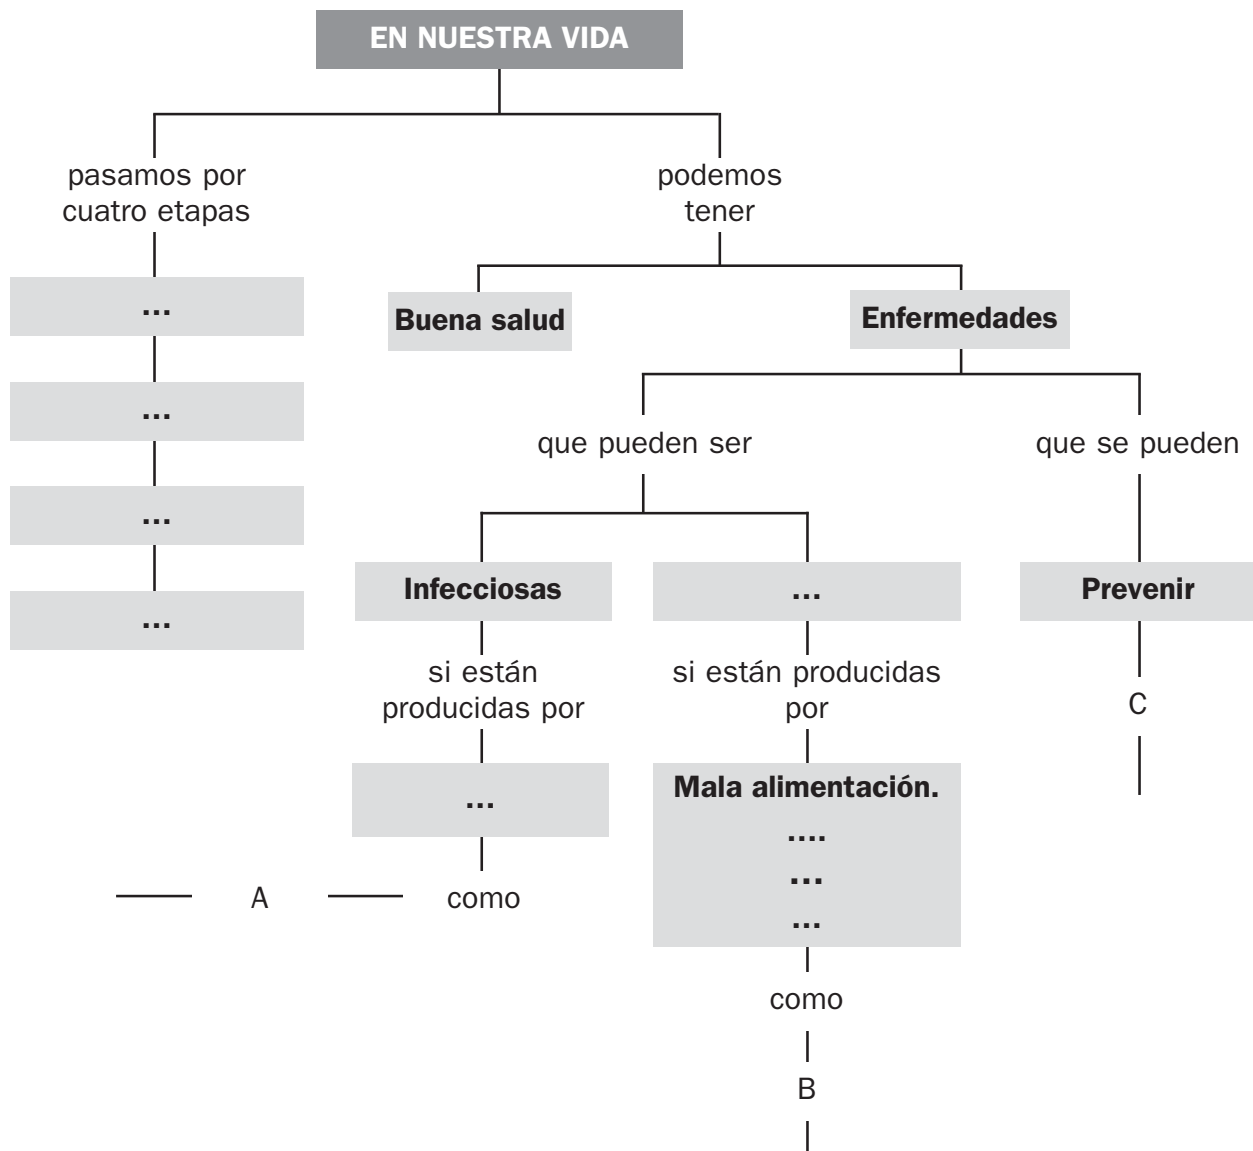 EN NUESTRA VIDA
pasamos por
cuatro etapas
...
...
...
...
podemos
tener
Buena salud
Enfermedades
que pueden ser
Infecciosas
si están
producidas por
...
como
A
...
si están producidas
por
Mala alimentación.
....
...
...
como
B
que se pueden
Prevenir
C